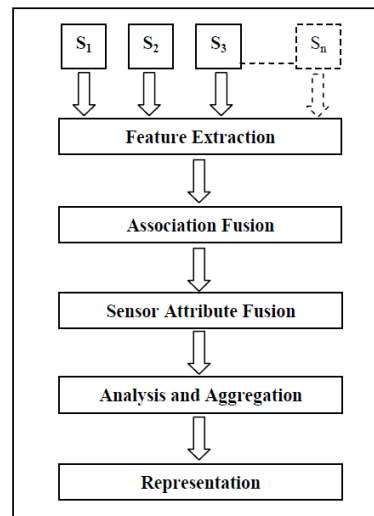 S1 S2 S3 Sn
Feature Extraction
Association Fusion
Sensor Attribute Fusion
Analysis and Aggregation
Representation